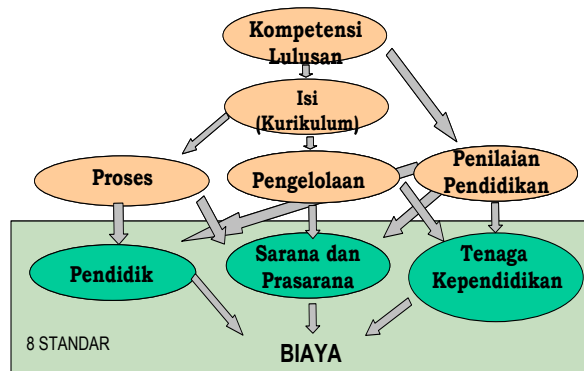 Kompetensi
Lulusan
Isi
(Kurikulum)
Proses
Pengelolaan
Penilaian
Pendidikan
Pendidik
Sarana dan
Prasarana
Tenaga
Kependidikan
8 STANDAR
BIAYA